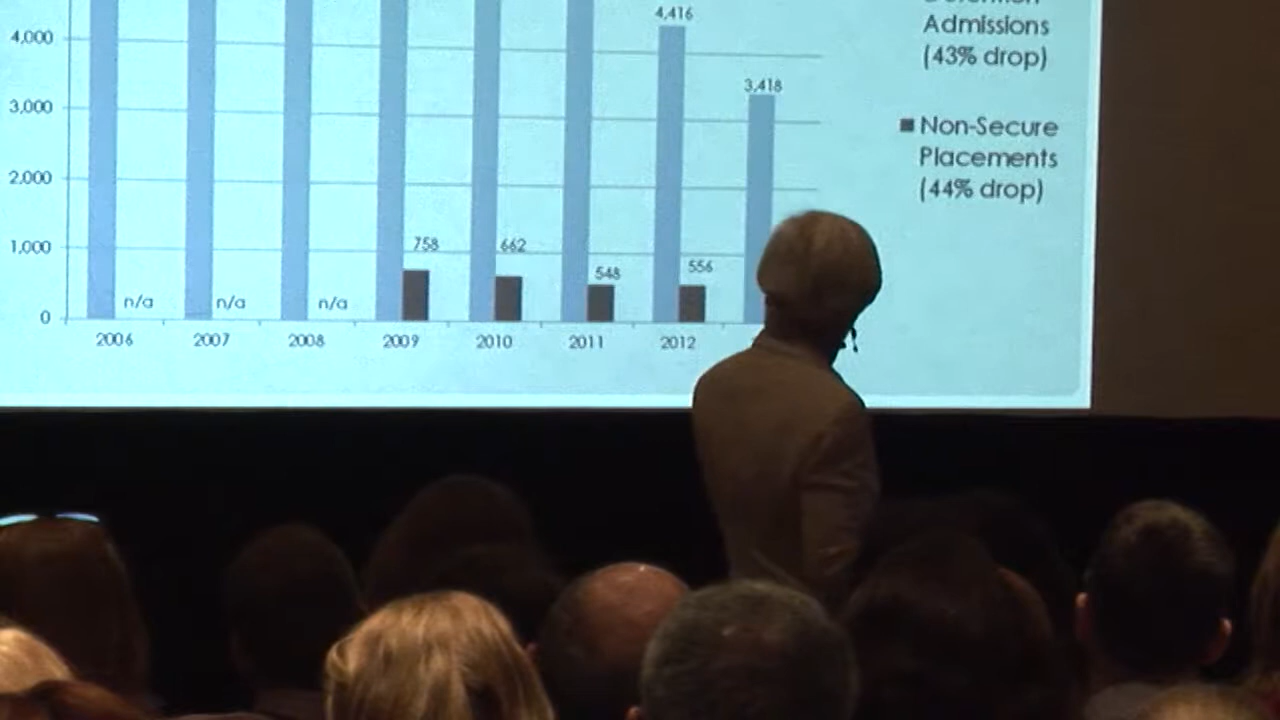 4,416
Admissions
(43% drop)
4,000
3,418
3,000
Non-Secure
Placements
(44% drop)
2,000
1,000
758
662
548
556
n/a
n/a
n/a
0
2006
2007
2008
2009
2010
2011
2012